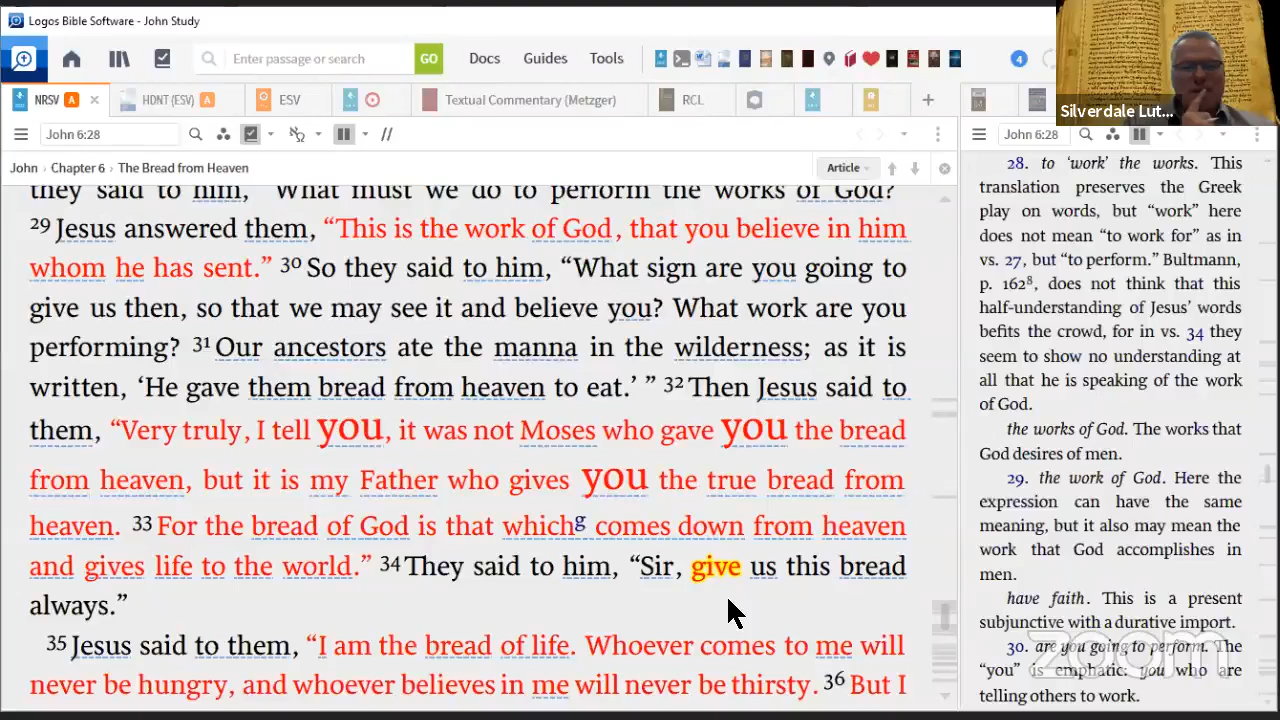 Logos Bible Software - John Study
Enter passage or search
GO
Docs
Guides
Tools
4
Silverdale Lut...
NRSV A
HDNT (ESV) A
ESV
Textual Commentary (Metzger)
RCL
John 6:28
John 6:28
John › Chapter 6 › The Bread from Heaven
Article
they said to him, “What must we do to perform the works of God?”
29 Jesus answered them, “This is the work of God, that you believe in him
whom he has sent.” 30 So they said to him, “What sign are you going to
give us then, so that we may see it and believe you? What work are you
performing? 31 Our ancestors ate the manna in the wilderness; as it is
written, ‘He gave them bread from heaven to eat.’ ” 32 Then Jesus said to
them, “Very truly, I tell you, it was not Moses who gave you the bread
from heaven, but it is my Father who gives you the true bread from
heaven. 33 For the bread of God is that which g comes down from heaven
and gives life to the world.” 34 They said to him, “Sir, give us this bread
always.”
35 Jesus said to them, “I am the bread of life. Whoever comes to me will
never be hungry, and whoever believes in me will never be thirsty. 36 But I
28. to ‘work’ the works. This
translation preserves the Greek
play on words, but “work” here
does not mean “to work for” as in
vs. 27, but “to perform.” Bultmann,
p. 162⁸, does not think that this
half-understanding of Jesus’ words
befits the crowd, for in vs. 34 they
seem to show no understanding at
all that he is speaking of the work
of God.
the works of God. The works that
God desires of men.
29. the work of God. Here the
expression can have the same
meaning, but it also may mean the
work that God accomplishes in
men.
have faith. This is a present
subjunctive with a durative import.
30. are you going to perform. The
“you” is emphatic: you who are
telling others to work.
zoom